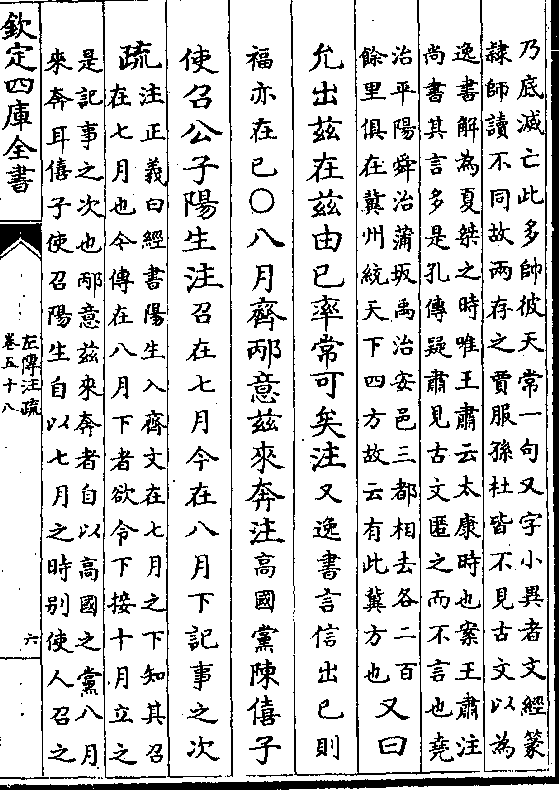 乃底滅亡此多帥彼天常一句又字小異者文經篆
隸師讀不同故兩存之賈服孫杜皆不見古文以為
逸書解為夏桀之時唯王肅云太康時也案王肅注
尚書其言多是孔傳疑肅見古文匿之而不言也堯
治平陽舜治蒲坂禹治安邑三都相去各二百
餘里俱在冀州統天下四方故云有此冀方也
又曰
允出兹在兹由已率常可矣注又逸書言信出已則
福亦在已○八月齊邴意兹來奔注高國黨陳僖子
使召公子陽生注召在七月今在八月下記事之次
疏注正義曰經書陽生入齊文在七月之下知其召
在七月也今傳在八月下者欲令下接十月立之
是記事之次也邴意兹來奔者自以高國之黨八月
來奔耳僖子使召陽生自以七月之時别使人召之
欽定四庫全書
左傳注疏
卷五十八
六